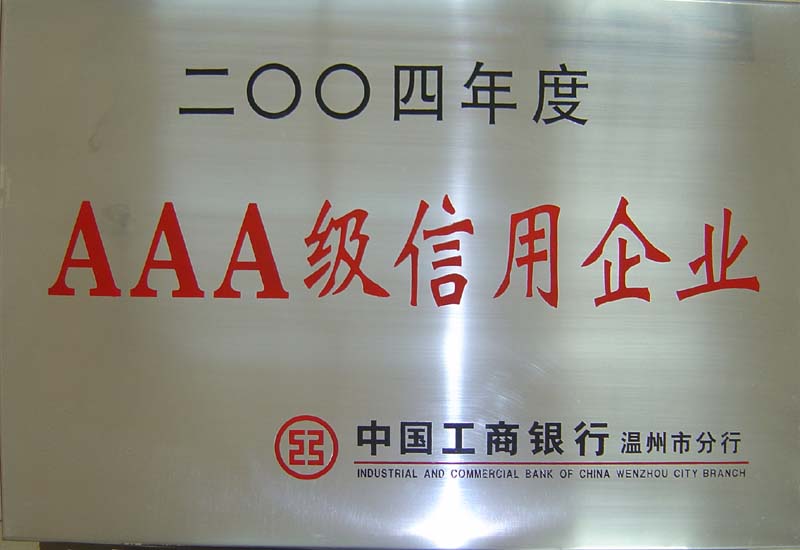 二〇〇四年度
AAA级信用企业
中国工商银行 温州市分行
INDUSTRIAL AND COMMERCIAL BANK OF CHINA WENZHOU CITY BRANCH